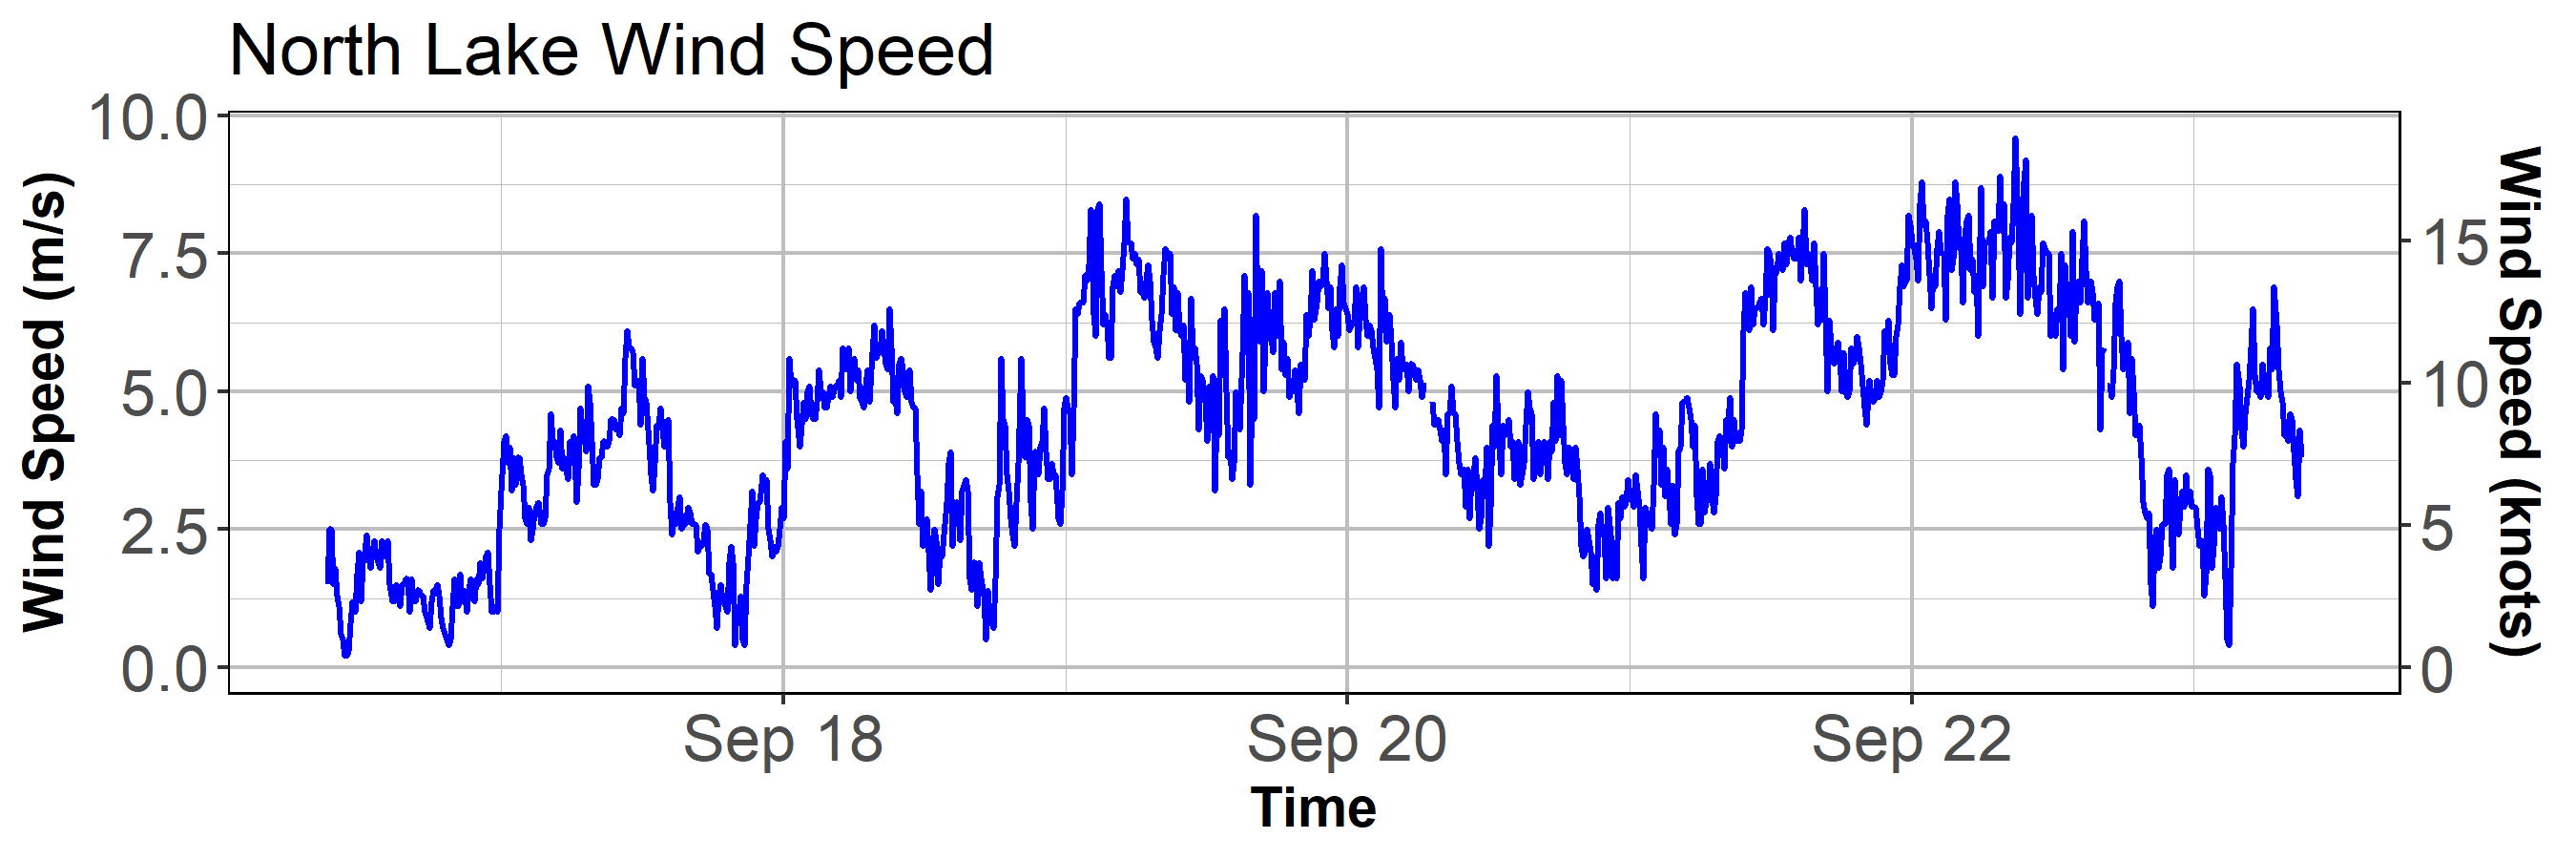 North Lake Wind Speed
10.0
7.5
5.0
2.5
0.0
Wind Speed (m/s)
15
10
5
0
Wind Speed (knots)
Sep 18
Sep 20
Sep 22
Time